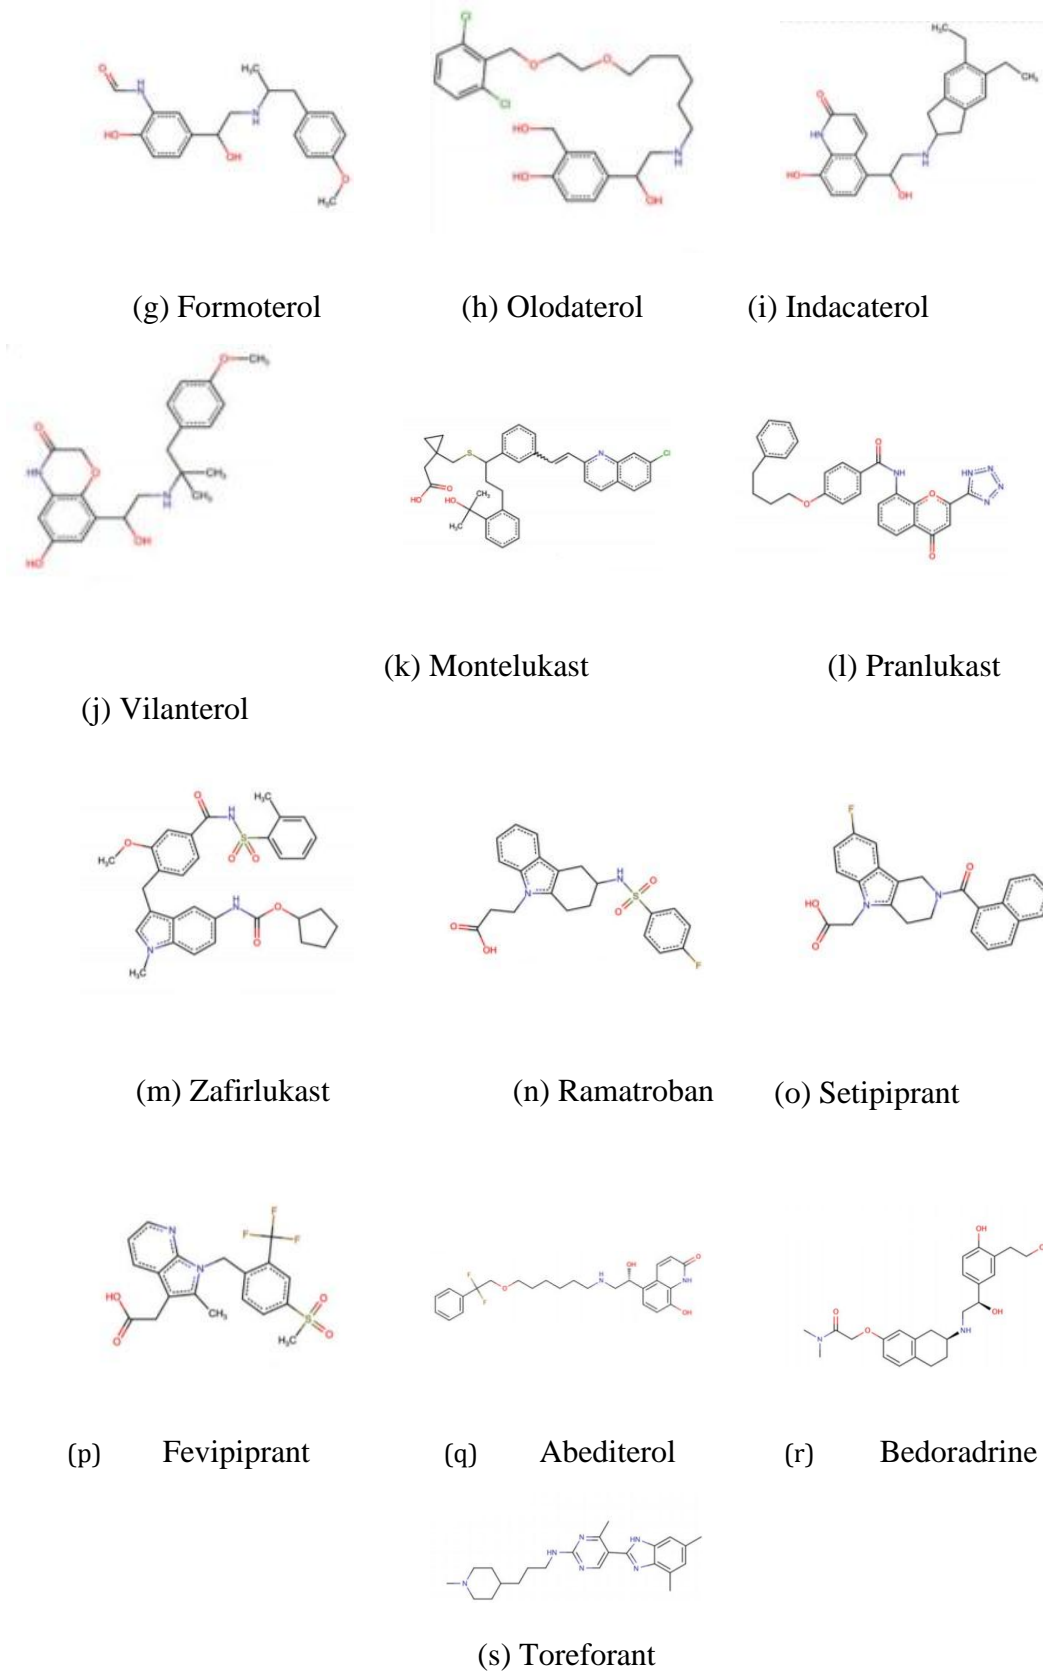 (g) Formoterol (h) Olodaterol (i) Indacaterol
(k) Montelukast (l) Pranlukast
(j) Vilanterol
(m) Zafirlukast (n) Ramatroban (o) Setipiprant
(p) Fevipiprant (q) Abediterol (r) Bedoradrine
(s) Toreforant